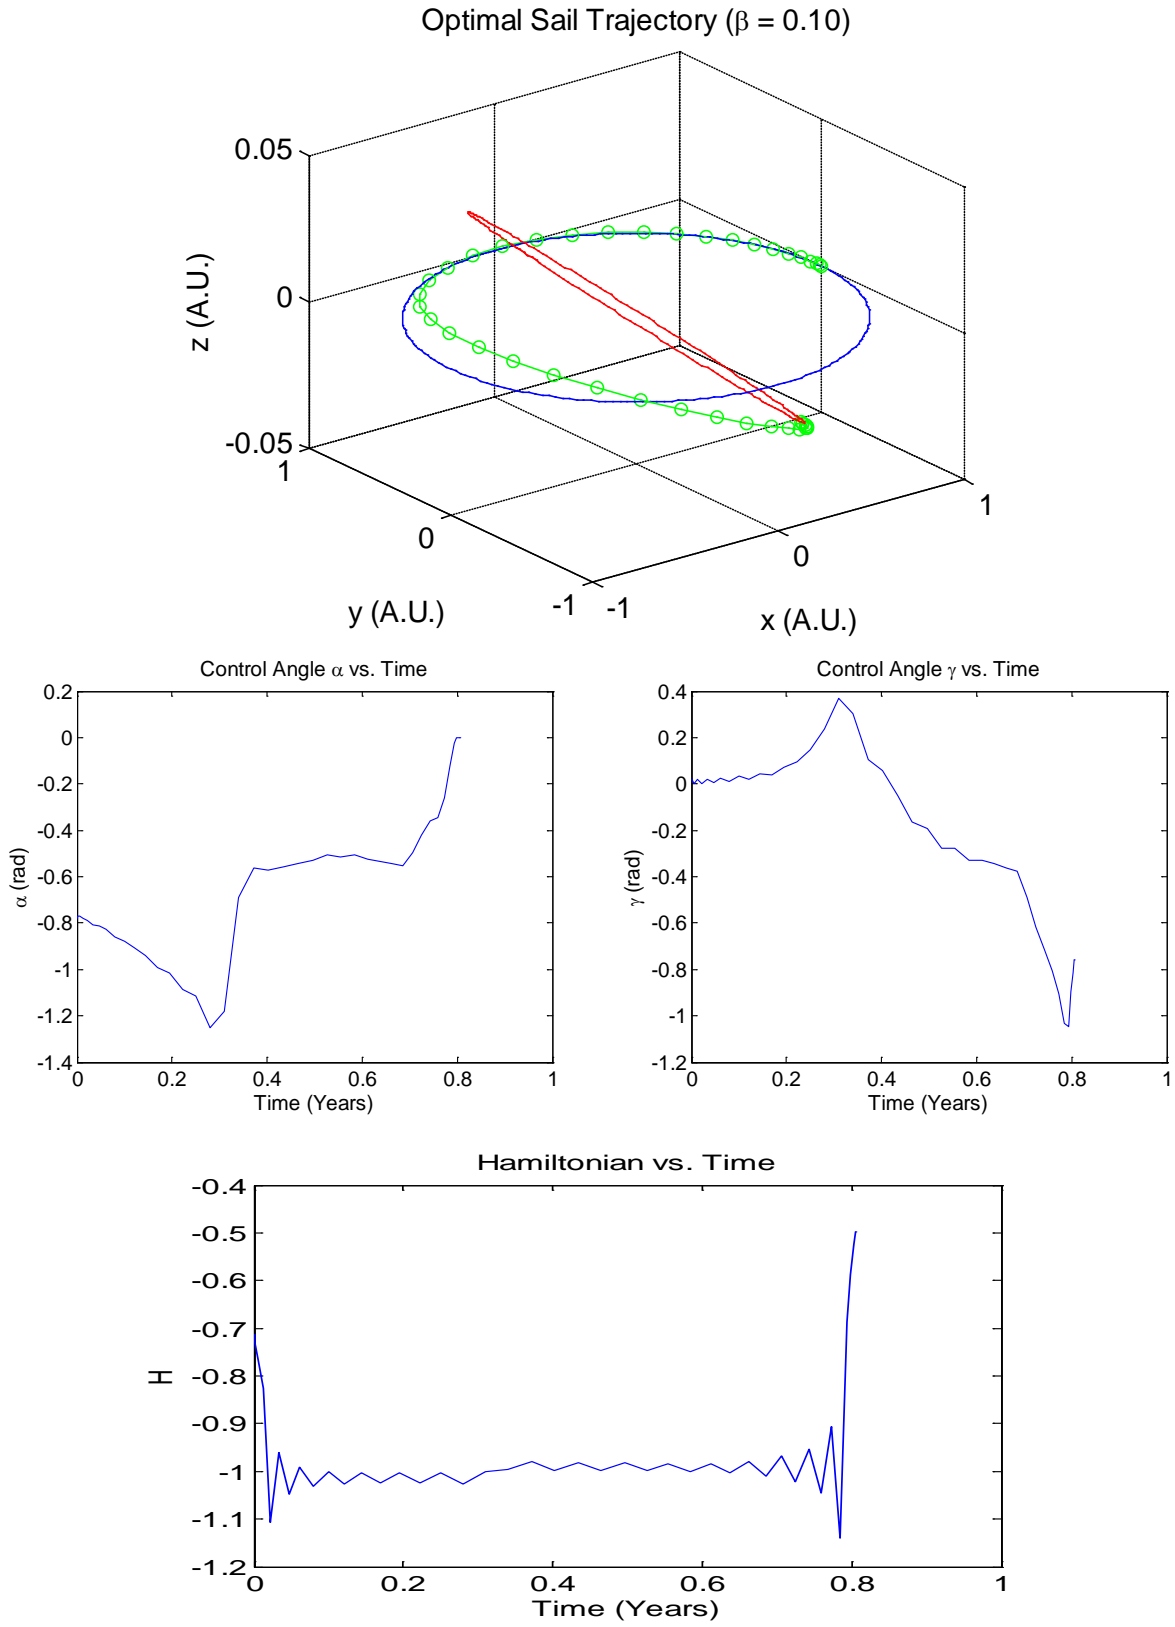 Optimal Sail Trajectory (β = 0.10)
0.05
0
-0.05
z (A.U.)
1
0
-1
y (A.U.)
-1
0
1
x (A.U.)
Control Angle α vs. Time
0.2
0
-0.2
-0.4
-0.6
-0.8
-1
-1.2
-1.4
α (rad)
0 0.2 0.4 0.6 0.8 1
Time (Years)
Control Angle γ vs. Time
0.4
0.2
0
-0.2
-0.4
-0.6
-0.8
-1
-1.2
γ (rad)
0 0.2 0.4 0.6 0.8 1
Time (Years)
Hamiltonian vs. Time
-0.4
-0.5
-0.6
-0.7
-0.8
-0.9
-1
-1.1
-1.2
H
0 0.2 0.4 0.6 0.8 1
Time (Years)